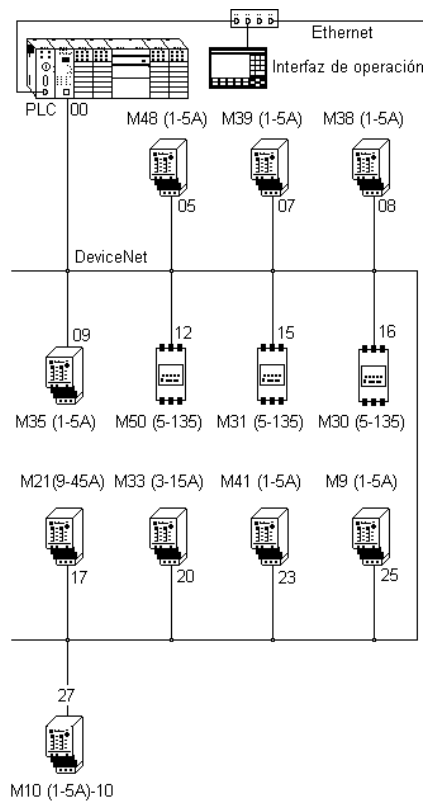 Ethernet
Interfaz de operación
PLC 00
M48 (1-5A) M39 (1-5A) M38 (1-5A)
05 07 08
DeviceNet
09 12 15 16
M35 (1-5A) M50 (5-135) M31 (5-135) M30 (5-135)
M21(9-45A) M33 (3-15A) M41 (1-5A) M9 (1-5A)
17 20 23 25
27
M10 (1-5A)-10